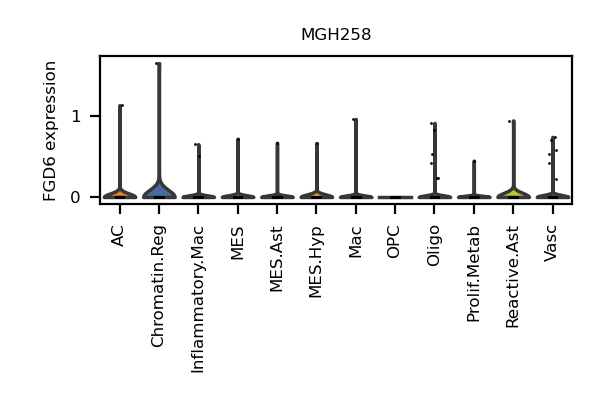 MGH258
FGD6 expression
1
0
AC
Chromatin.Reg
Inflammatory.Mac
MES
MES.Ast
MES.Hyp
Mac
OPC
Oligo
Prolif.Metab
Reactive.Ast
Vasc